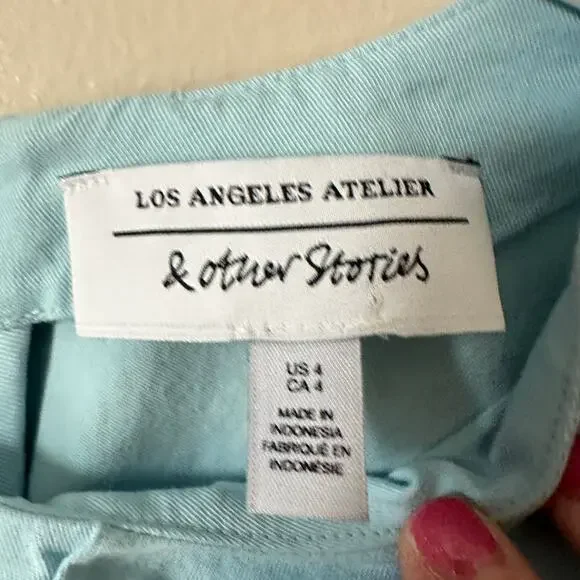 LOS ANGELES ATELIER
& other Stories
US 4
CA 4
MADE IN
INDONESIA
FABRIQUÉ EN
INDONÉSIE